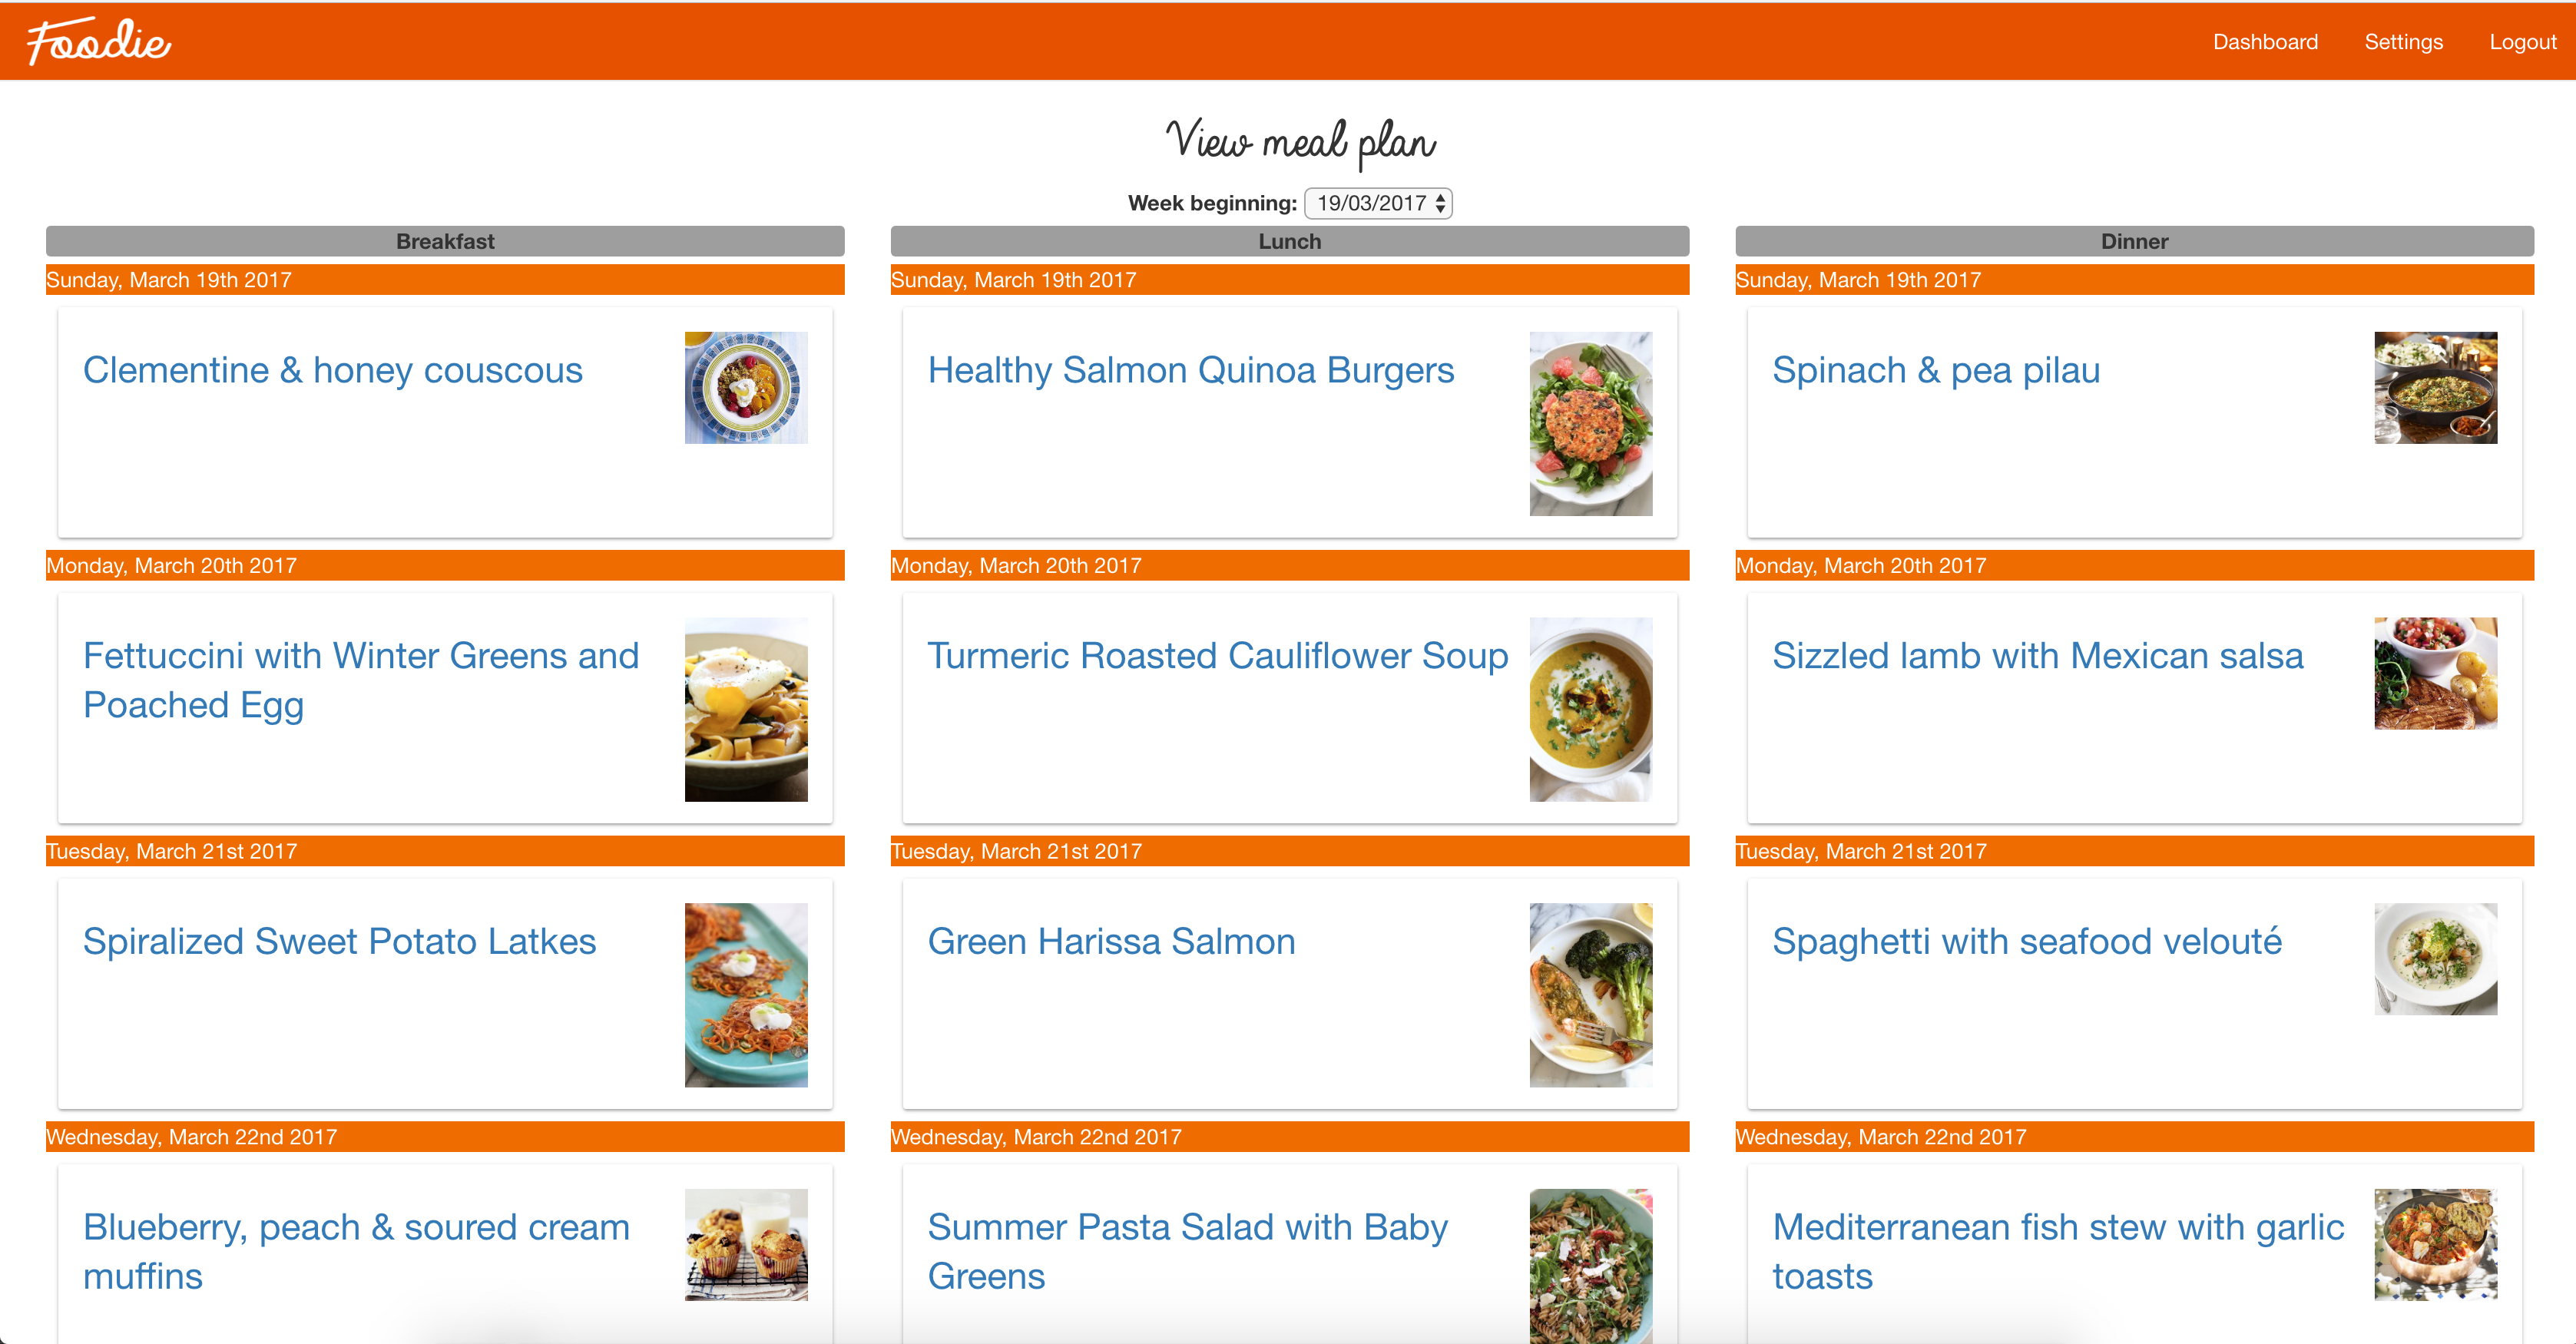 Foodie
Dashboard Settings Logout
View meal plan
Week beginning: 19/03/2017
Breakfast Lunch Dinner
Sunday, March 19th 2017 Sunday, March 19th 2017 Sunday, March 19th 2017
Clementine & honey couscous
Healthy Salmon Quinoa Burgers
Spinach & pea pilau
Monday, March 20th 2017 Monday, March 20th 2017 Monday, March 20th 2017
Fettuccini with Winter Greens and
Poached Egg
Turmeric Roasted Cauliflower Soup
Sizzled lamb with Mexican salsa
Tuesday, March 21st 2017 Tuesday, March 21st 2017 Tuesday, March 21st 2017
Spiralized Sweet Potato Latkes
Green Harissa Salmon
Spaghetti with seafood velouté
Wednesday, March 22nd 2017 Wednesday, March 22nd 2017 Wednesday, March 22nd 2017
Blueberry, peach & soured cream
muffins
Summer Pasta Salad with Baby
Greens
Mediterranean fish stew with garlic
toasts